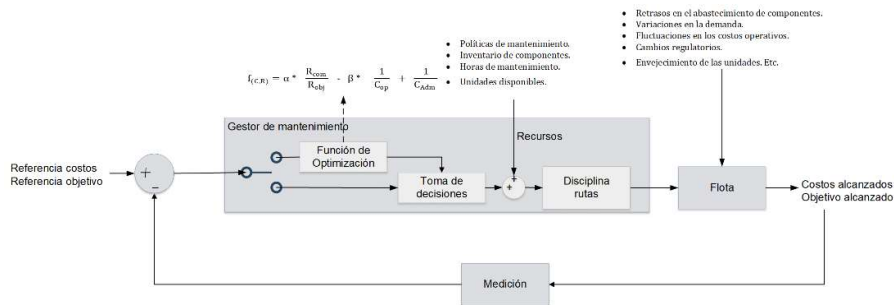 • Retrasos en el abastecimiento de componentes.
• Variaciones en la demanda.
• Fluctuaciones en los costos operativos.
• Cambios regulatorios.
• Envejecimiento de las unidades. Etc.
• Políticas de mantenimiento.
• Inventario de componentes.
• Horas de mantenimiento.
• Unidades disponibles.
f(C,R) = α * Rcom/Robj - β * 1/Cop + 1/CAdm
Gestor de mantenimiento
Recursos
Función de
Optimización
Referencia costos
Referencia objetivo
+
-
Toma de
decisiones
+
+
Disciplina
rutas
Flota
Costos alcanzados
Objetivo alcanzado
Medición